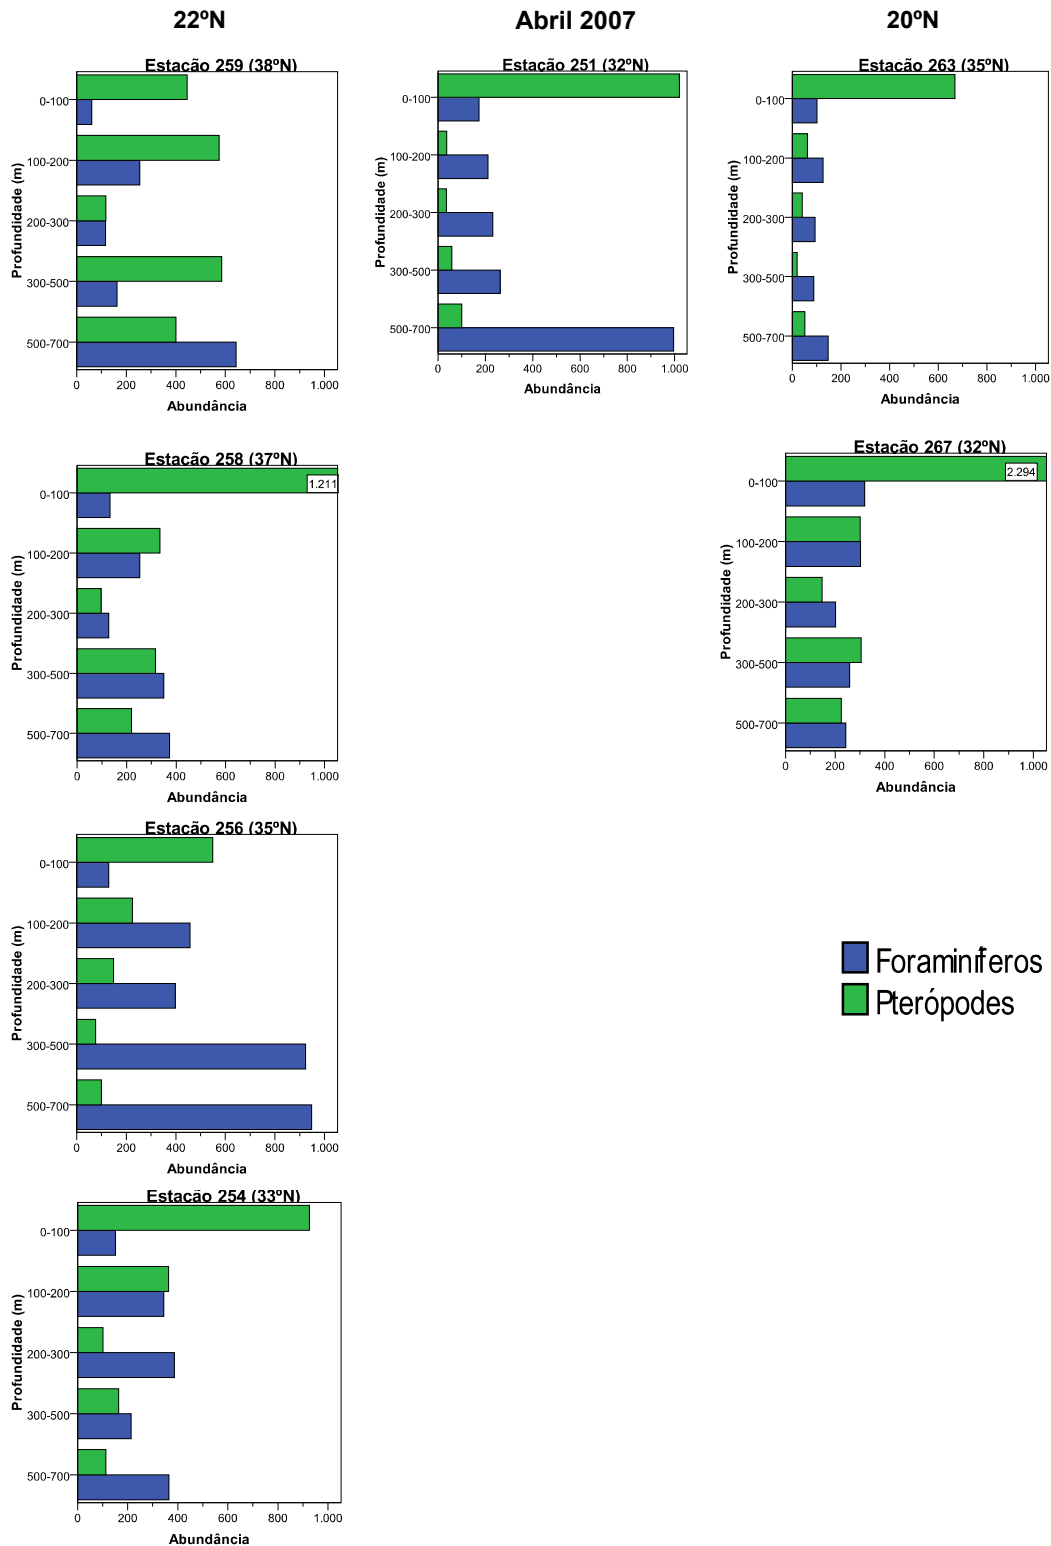 22ºN
Abril 2007
20ºN
Estação 259 (38ºN)
Profundidade (m)
0-100
100-200
200-300
300-500
500-700
0 200 400 600 800 1.000
Abundância
Estação 251 (32ºN)
Profundidade (m)
0-100
100-200
200-300
300-500
500-700
0 200 400 600 800 1.000
Abundância
Estação 263 (35ºN)
Profundidade (m)
0-100
100-200
200-300
300-500
500-700
0 200 400 600 800 1.000
Abundância
Estação 258 (37ºN)
1.211
Profundidade (m)
0-100
100-200
200-300
300-500
500-700
0 200 400 600 800 1.000
Abundância
Estação 267 (32ºN)
2.294
Profundidade (m)
0-100
100-200
200-300
300-500
500-700
0 200 400 600 800 1.000
Abundância
Estação 256 (35ºN)
Profundidade (m)
0-100
100-200
200-300
300-500
500-700
0 200 400 600 800 1.000
Abundância
Foraminíferos
Pterópodes
Estação 254 (33ºN)
Profundidade (m)
0-100
100-200
200-300
300-500
500-700
0 200 400 600 800 1.000
Abundância